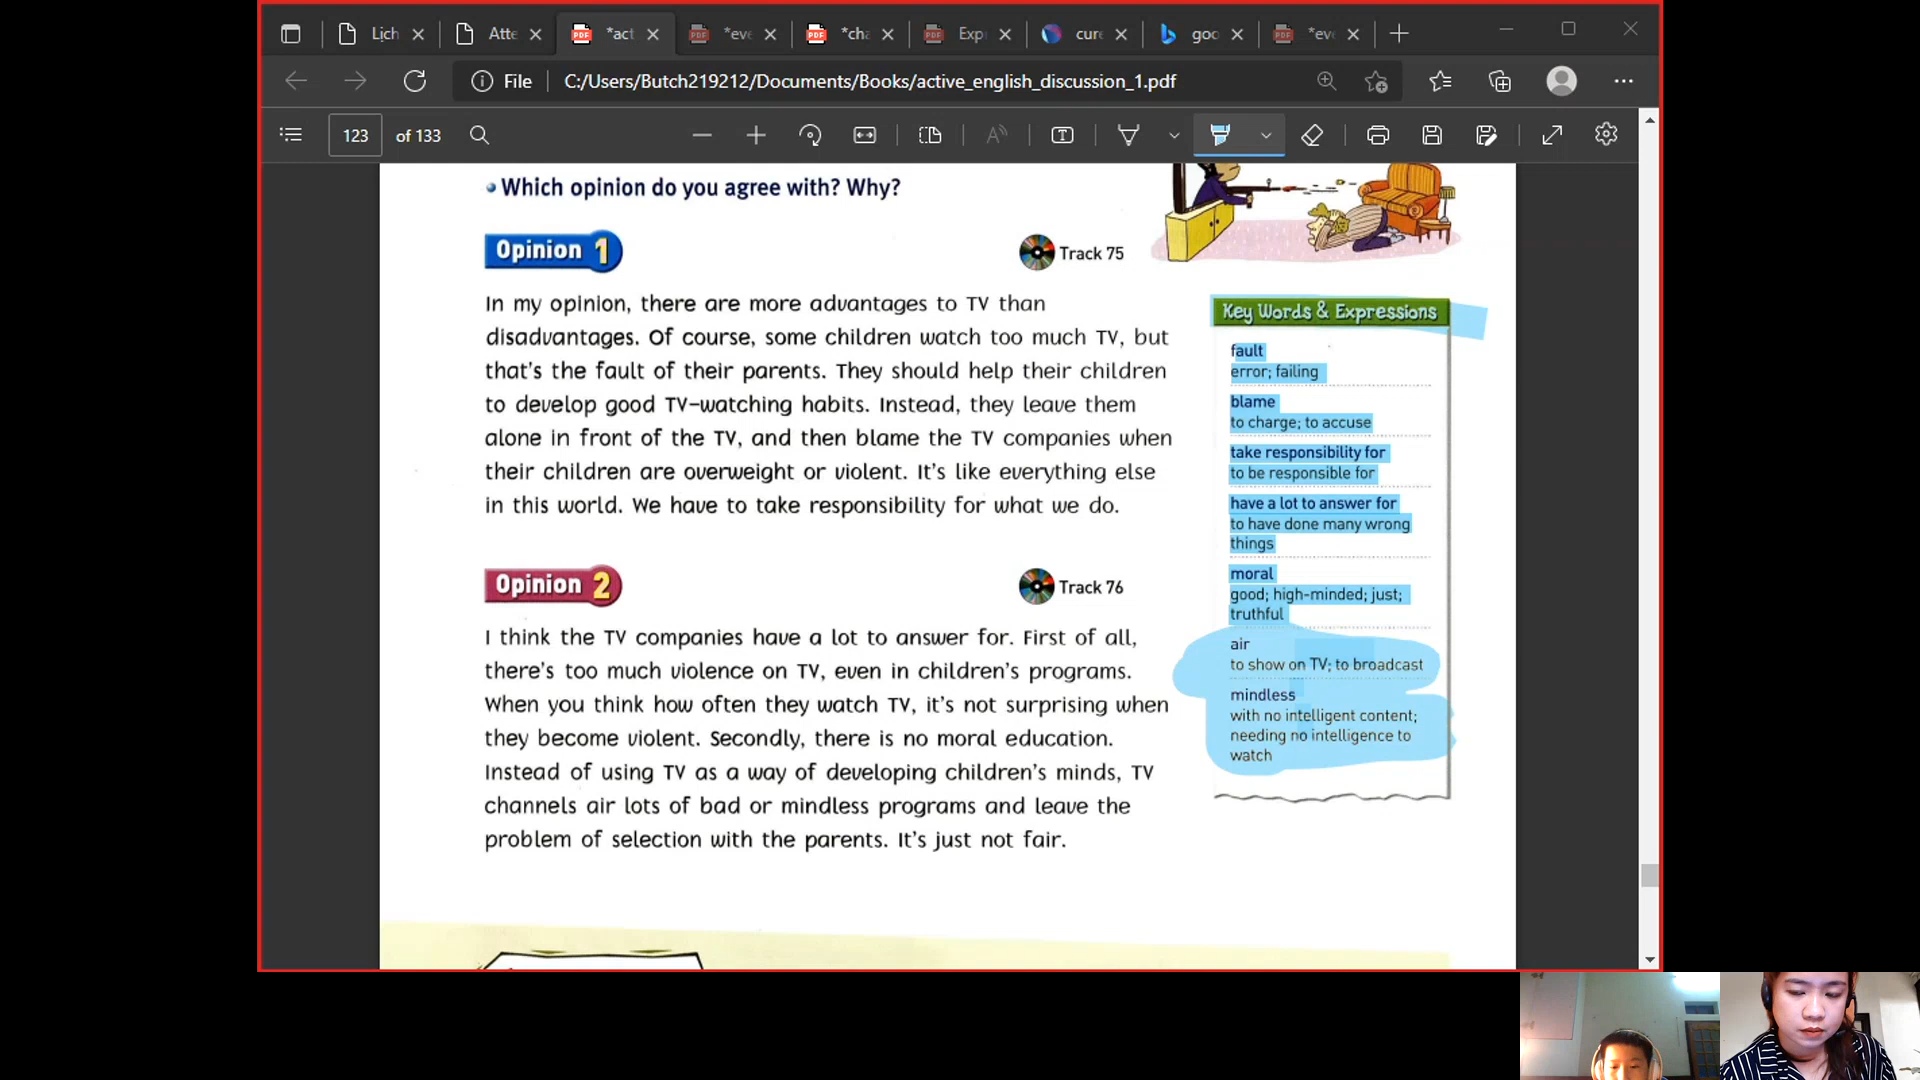 Lịch
Atte
*act
*eve
*cha
Exp
cure
goo
*eve
File
C:/Users/Butch219212/Documents/Books/active_english_discussion_1.pdf
123 of 133
Which opinion do you agree with? Why?
Opinion 1
Track 75
In my opinion, there are more advantages to TV than
disadvantages. Of course, some children watch too much TV, but
that's the fault of their parents. They should help their children
to develop good TV-watching habits. Instead, they leave them
alone in front of the TV, and then blame the TV companies when
their children are overweight or violent. It's like everything else
in this world. We have to take responsibility for what we do.
Opinion 2
Track 76
I think the TV companies have a lot to answer for. First of all,
there's too much violence on TV, even in children's programs.
When you think how often they watch TV, it's not surprising when
they become violent. Secondly, there is no moral education.
Instead of using TV as a way of developing children's minds, TV
channels air lots of bad or mindless programs and leave the
problem of selection with the parents. It's just not fair.
Key Words & Expressions
fault
error; failing
blame
to charge; to accuse
take responsibility for
to be responsible for
have a lot to answer for
to have done many wrong
things
moral
good; high-minded; just;
truthful
air
to show on TV; to broadcast
mindless
with no intelligent content;
needing no intelligence to
watch